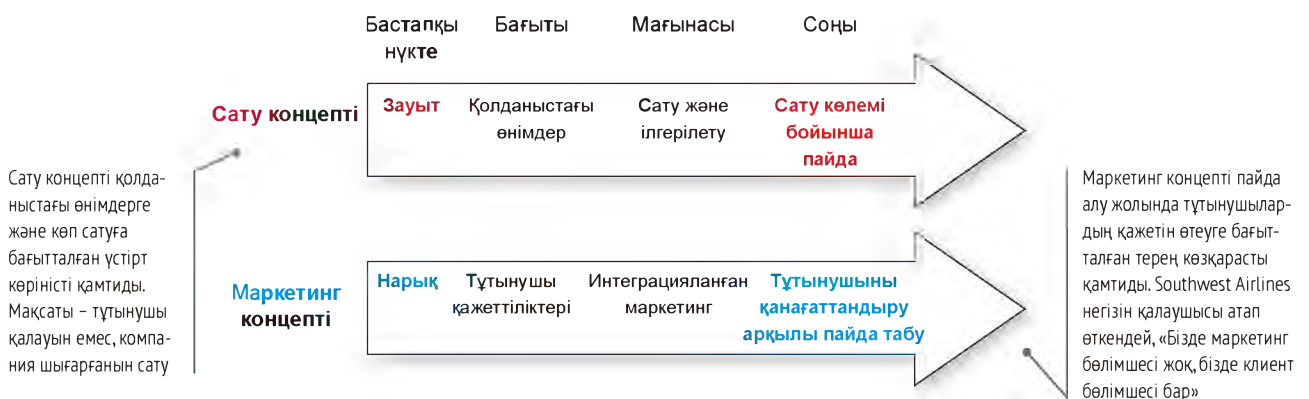 Бастапқы нүкте
Бағыты
Мағынасы
Соңы
Сату концепті
Зауыт
Қолданыстағы
өнімдер
Сату және
ілгерілету
Сату көлемі
бойынша
пайда
Сату концепті қолда-
ныстағы өнімдерге
және көп сатуға
бағытталған үстірт
көріністі қамтиды.
Мақсаты – тұтынушы
қалауын емес, компа-
ния шығарғанын сату
Маркетинг
концепті
Нарық
Тұтынушы
қажеттіліктері
Интеграцияланған
маркетинг
Тұтынушыны
қанағаттандыру
арқылы пайда табу
Маркетинг концепті пайда
алу жолында тұтынушылар-
дың қажетін өтеуге бағыт-
талған терең көзқарасты
қамтиды. Southwest Airlines
негізін қалаушысы атап
өткендей, «Бізде маркетинг
бөлімшесі жоқ, бізде клиент
бөлімшесі бар»